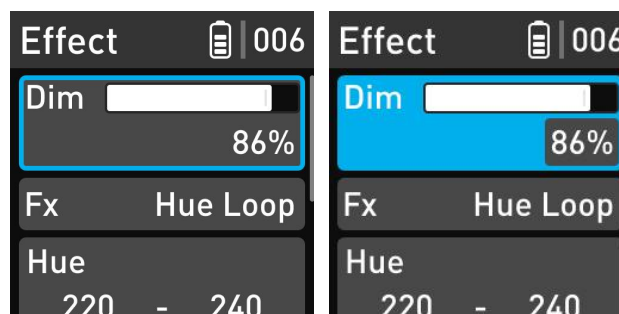 Effect 006
Dim
86%
Fx Hue Loop
Hue
220 - 240
Effect 006
Dim
86%
Fx Hue Loop
Hue
220 - 240